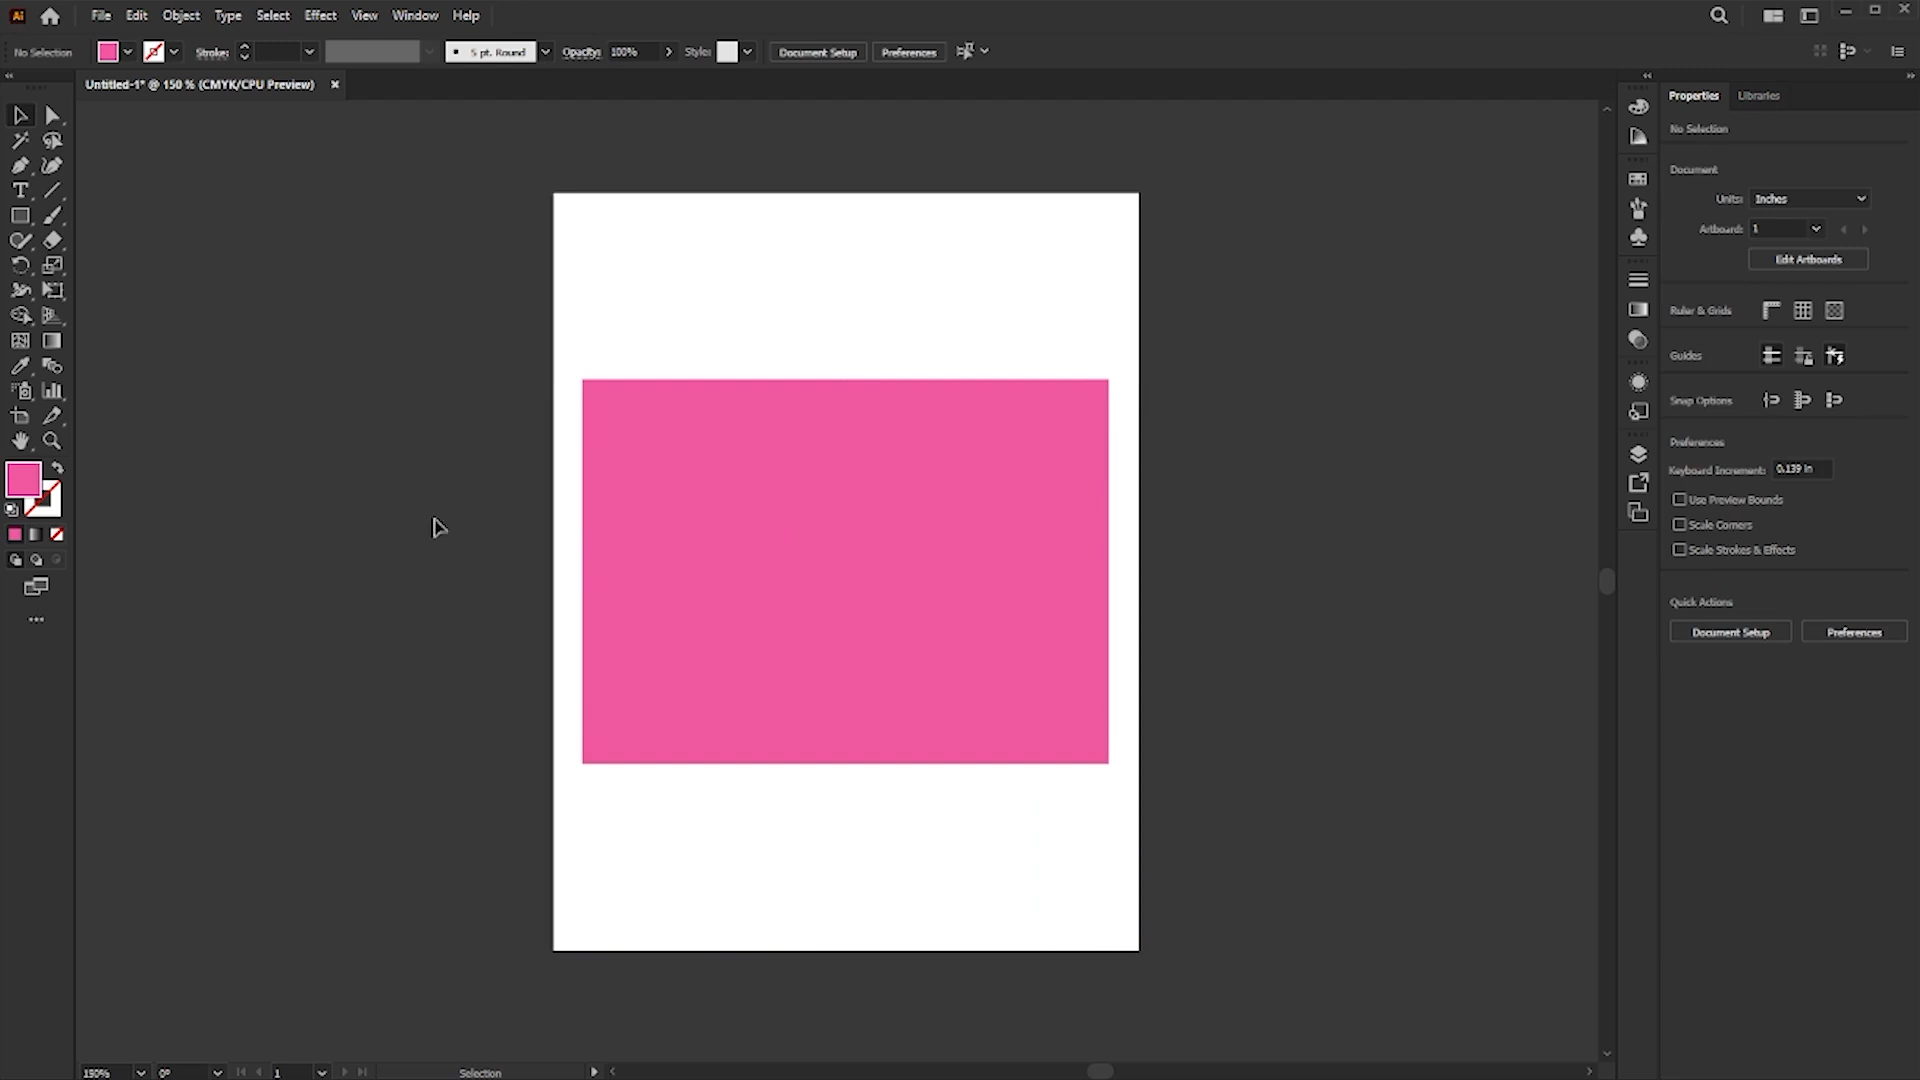 Ai
File Edit Object Type Select Effect View Window Help
No Selection Stroke: 5 pt. Round Opacity: 100% Style: Document Setup Preferences
Untitled-1* @ 150 % (CMYK/CPU Preview) ×
Properties Libraries
No Selection
Document
Units: Inches
Artboard: 1
Edit Artboards
Ruler & Grids
Guides
Snap Options
Preferences
Keyboard Increment: 0.139 in
Use Preview Bounds
Scale Corners
Scale Strokes & Effects
Quick Actions
Document Setup Preferences
150% 0° 1 Selection